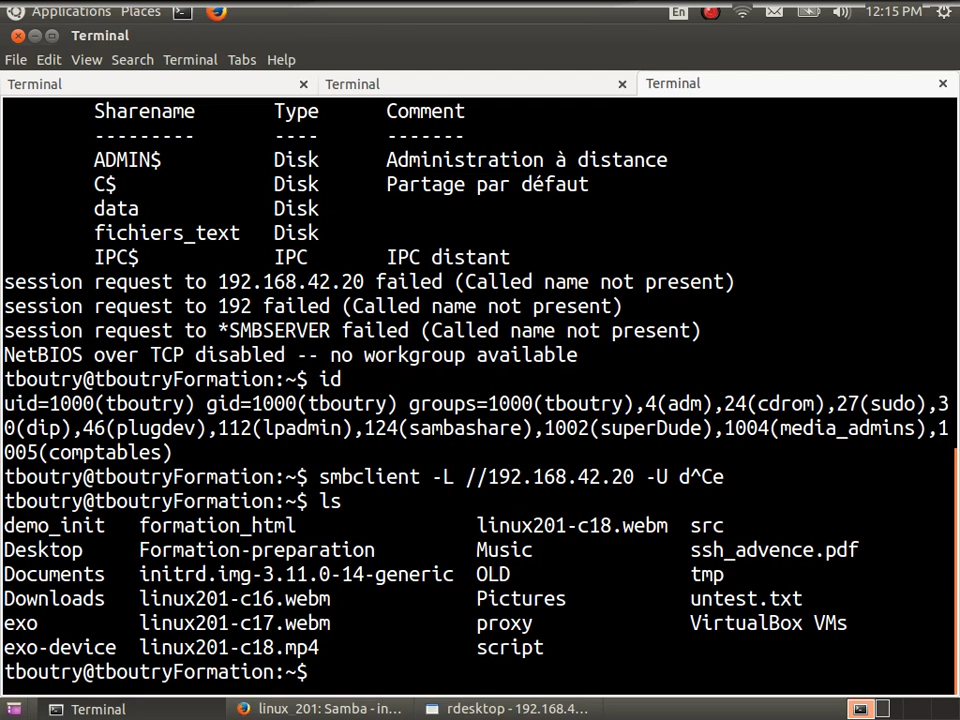 Applications Places En 12:15 PM
Terminal
File Edit View Search Terminal Tabs Help
Terminal × Terminal × Terminal ×
Sharename Type Comment
--------- ---- -------
ADMIN$ Disk Administration à distance
C$ Disk Partage par défaut
data Disk
fichiers_text Disk
IPC$ IPC IPC distant
session request to 192.168.42.20 failed (Called name not present)
session request to 192 failed (Called name not present)
session request to *SMBSERVER failed (Called name not present)
NetBIOS over TCP disabled -- no workgroup available
tboutry@tboutryFormation:~$ id
uid=1000(tboutry) gid=1000(tboutry) groups=1000(tboutry),4(adm),24(cdrom),27(sudo),3
0(dip),46(plugdev),112(lpadmin),124(sambashare),1002(superDude),1004(media_admins),1
005(comptables)
tboutry@tboutryFormation:~$ smbclient -L //192.168.42.20 -U d^Ce
tboutry@tboutryFormation:~$ ls
demo_init formation_html linux201-c18.webm src
Desktop Formation-preparation Music ssh_advence.pdf
Documents initrd.img-3.11.0-14-generic OLD tmp
Downloads linux201-c16.webm Pictures untest.txt
exo linux201-c17.webm proxy VirtualBox VMs
exo-device linux201-c18.mp4 script
tboutry@tboutryFormation:~$
Terminal linux_201: Samba - in... rdesktop - 192.168.4...